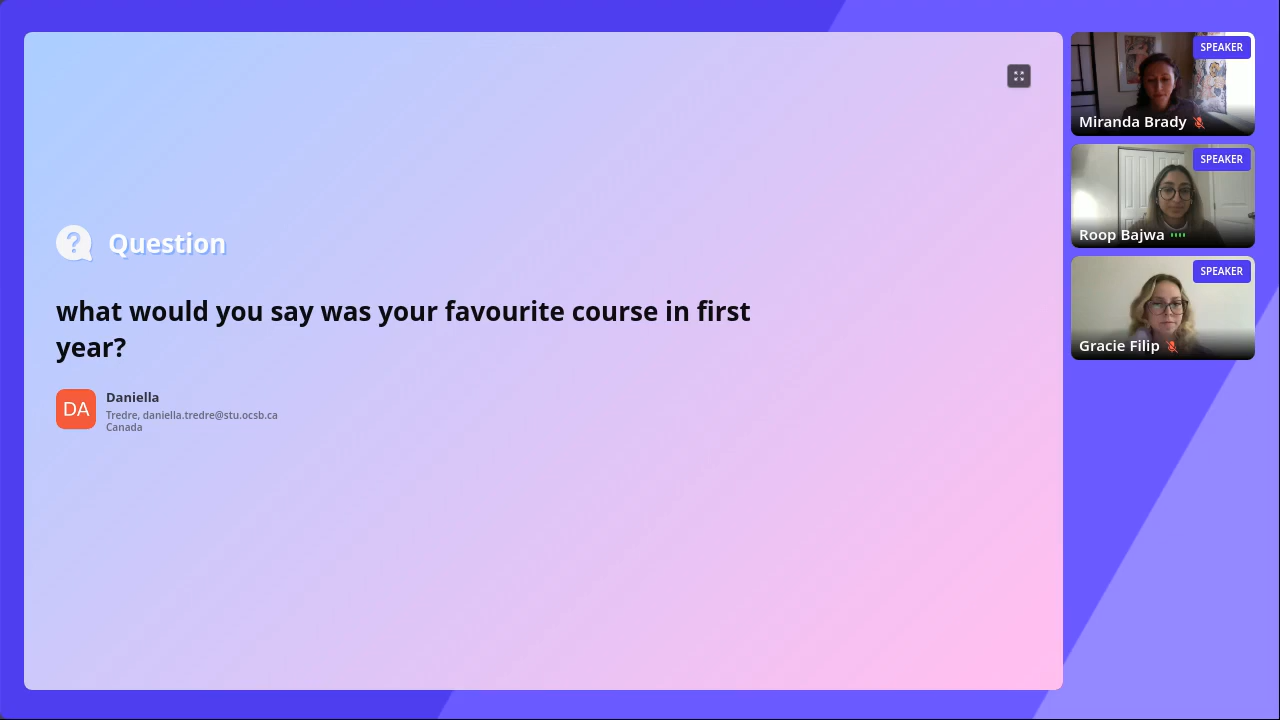 Question
what would you say was your favourite course in first
year?
DA
Daniella
Tredre, daniella.tredre@stu.ocsb.ca
Canada
SPEAKER
Miranda Brady
SPEAKER
Roop Bajwa
SPEAKER
Gracie Filip